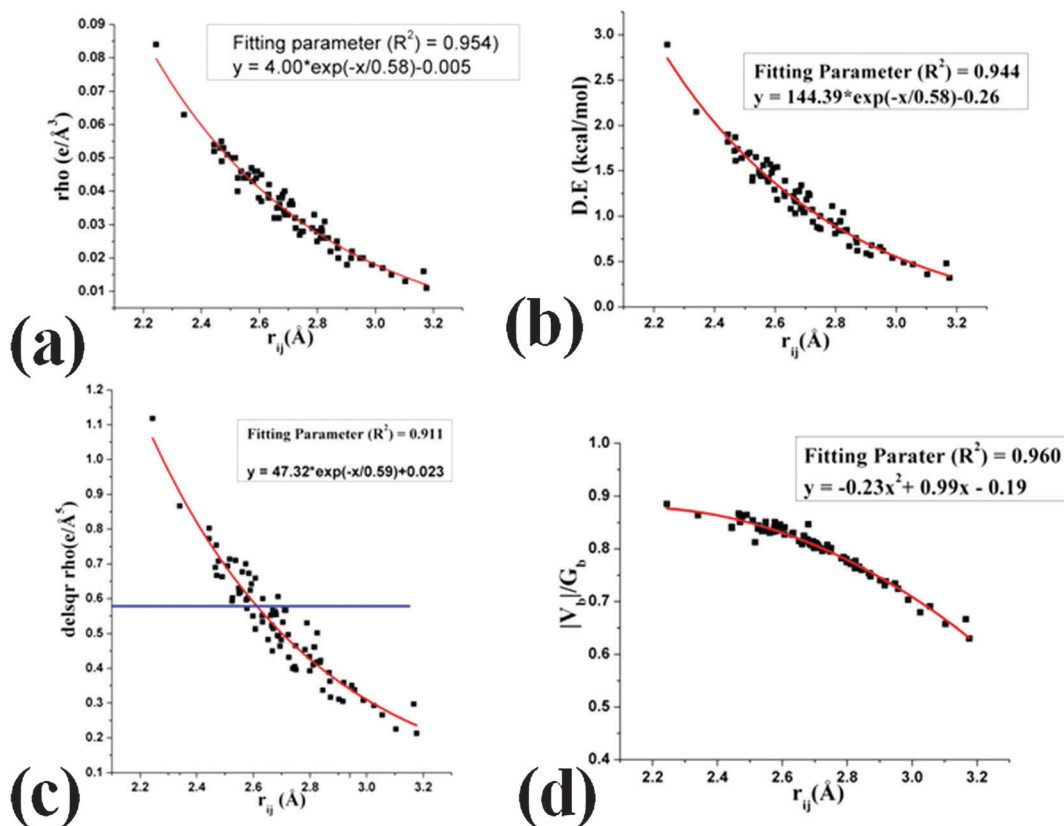 (a)
rho (e/Å³)
0.09
0.08
0.07
0.06
0.05
0.04
0.03
0.02
0.01
Fitting parameter (R²) = 0.954)
y = 4.00*exp(-x/0.58)-0.005
2.2 2.4 2.6 2.8 3.0 3.2
r_ij(Å)
(b)
D.E (kcal/mol)
3.0
2.5
2.0
1.5
1.0
0.5
0.0
Fitting Parameter (R²) = 0.944
y = 144.39*exp(-x/0.58)-0.26
2.2 2.4 2.6 2.8 3.0 3.2
r_ij(Å)
(c)
delsqr rho(e/Å⁵)
1.2
1.1
1.0
0.9
0.8
0.7
0.6
0.5
0.4
0.3
0.2
0.1
Fitting Parameter (R²) = 0.911
y = 47.32*exp(-x/0.59)+0.023
2.2 2.4 2.6 2.8 3.0 3.2
r_ij (Å)
(d)
|V_b|/G_b
1.0
0.9
0.8
0.7
0.6
0.5
0.4
Fitting Parater (R²) = 0.960
y = -0.23x²+ 0.99x - 0.19
2.2 2.4 2.6 2.8 3.0 3.2
r_ij(Å)